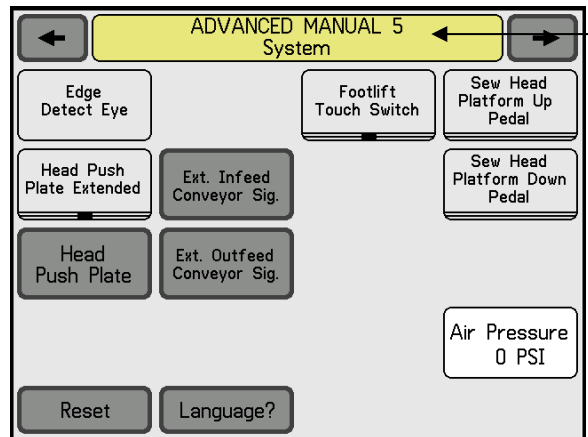 ADVANCED MANUAL 5
System
Edge
Detect Eye
Footlift
Touch Switch
Sew Head
Platform Up
Pedal
Head Push
Plate Extended
Ext. Infeed
Conveyor Sig.
Sew Head
Platform Down
Pedal
Head
Push Plate
Ext. Outfeed
Conveyor Sig.
Air Pressure
0 PSI
Reset
Language?